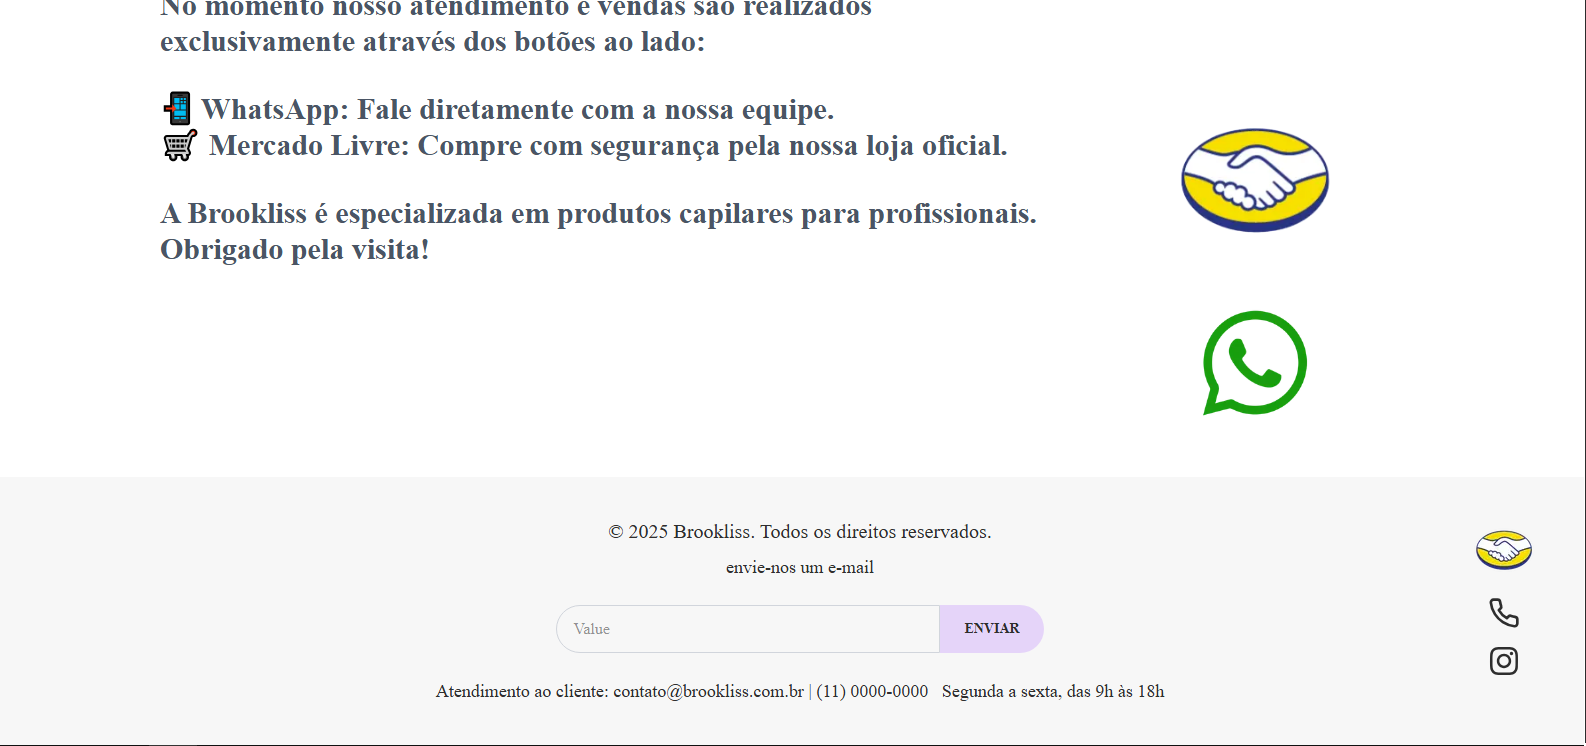 No momento nosso atendimento e vendas são realizados
exclusivamente através dos botões ao lado:
📲 WhatsApp: Fale diretamente com a nossa equipe.
🛒 Mercado Livre: Compre com segurança pela nossa loja oficial.
A Brookliss é especializada em produtos capilares para profissionais.
Obrigado pela visita!
© 2025 Brookliss. Todos os direitos reservados.
envie-nos um e-mail
Value
ENVIAR
Atendimento ao cliente: contato@brookliss.com.br | (11) 0000-0000 Segunda a sexta, das 9h às 18h